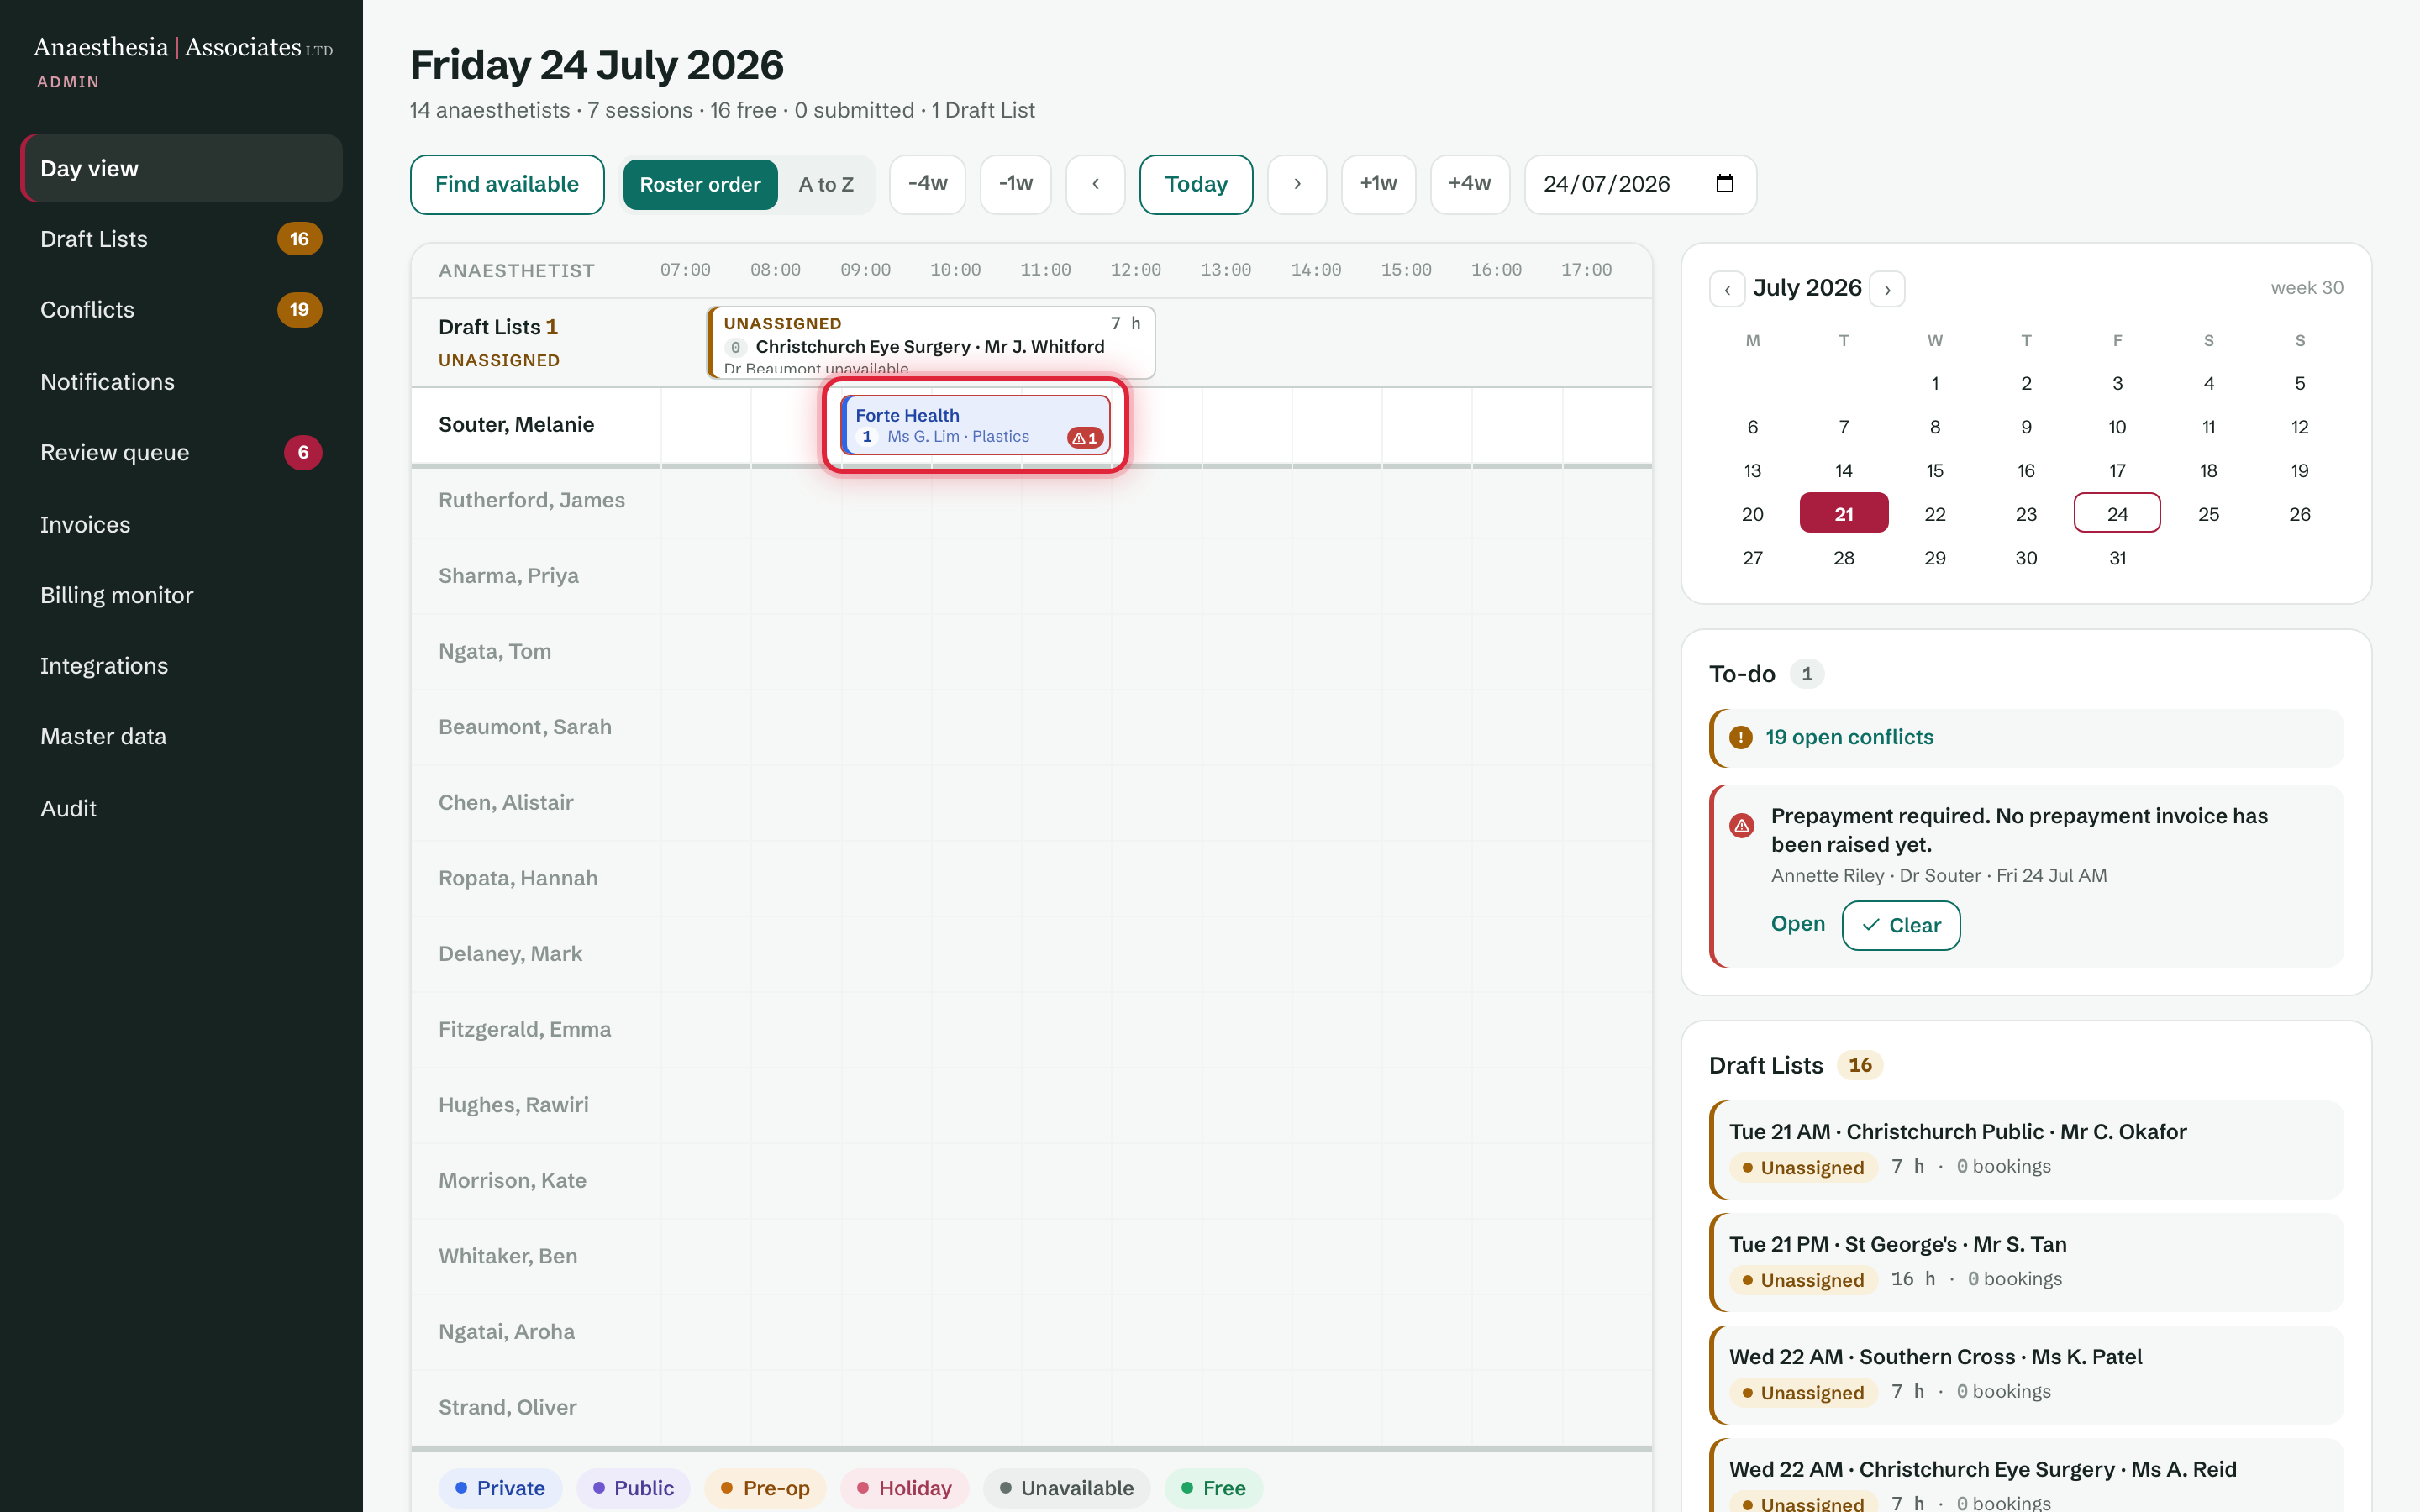 Anaesthesia | Associates LTD
ADMIN
Day view
Draft Lists 16
Conflicts 19
Notifications
Review queue 6
Invoices
Billing monitor
Integrations
Master data
Audit
Friday 24 July 2026
14 anaesthetists · 7 sessions · 16 free · 0 submitted · 1 Draft List
Find available
Roster order A to Z
-4w -1w ‹ Today › +1w +4w 24/07/2026
ANAESTHETIST 07:00 08:00 09:00 10:00 11:00 12:00 13:00 14:00 15:00 16:00 17:00
Draft Lists 1
UNASSIGNED
UNASSIGNED 7 h
0 Christchurch Eye Surgery · Mr J. Whitford
Dr Beaumont unavailable
Souter, Melanie
Forte Health
1 Ms G. Lim · Plastics 1
Rutherford, James
Sharma, Priya
Ngata, Tom
Beaumont, Sarah
Chen, Alistair
Ropata, Hannah
Delaney, Mark
Fitzgerald, Emma
Hughes, Rawiri
Morrison, Kate
Whitaker, Ben
Ngatai, Aroha
Strand, Oliver
Private Public Pre-op Holiday Unavailable Free
‹ July 2026 › week 30
M T W T F S S
1 2 3 4 5
6 7 8 9 10 11 12
13 14 15 16 17 18 19
20 21 22 23 24 25 26
27 28 29 30 31
To-do 1
19 open conflicts
Prepayment required. No prepayment invoice has
been raised yet.
Annette Riley · Dr Souter · Fri 24 Jul AM
Open Clear
Draft Lists 16
Tue 21 AM · Christchurch Public · Mr C. Okafor
Unassigned 7 h · 0 bookings
Tue 21 PM · St George's · Mr S. Tan
Unassigned 16 h · 0 bookings
Wed 22 AM · Southern Cross · Ms K. Patel
Unassigned 7 h · 0 bookings
Wed 22 AM · Christchurch Eye Surgery · Ms A. Reid
Unassigned 7 h · 0 bookings